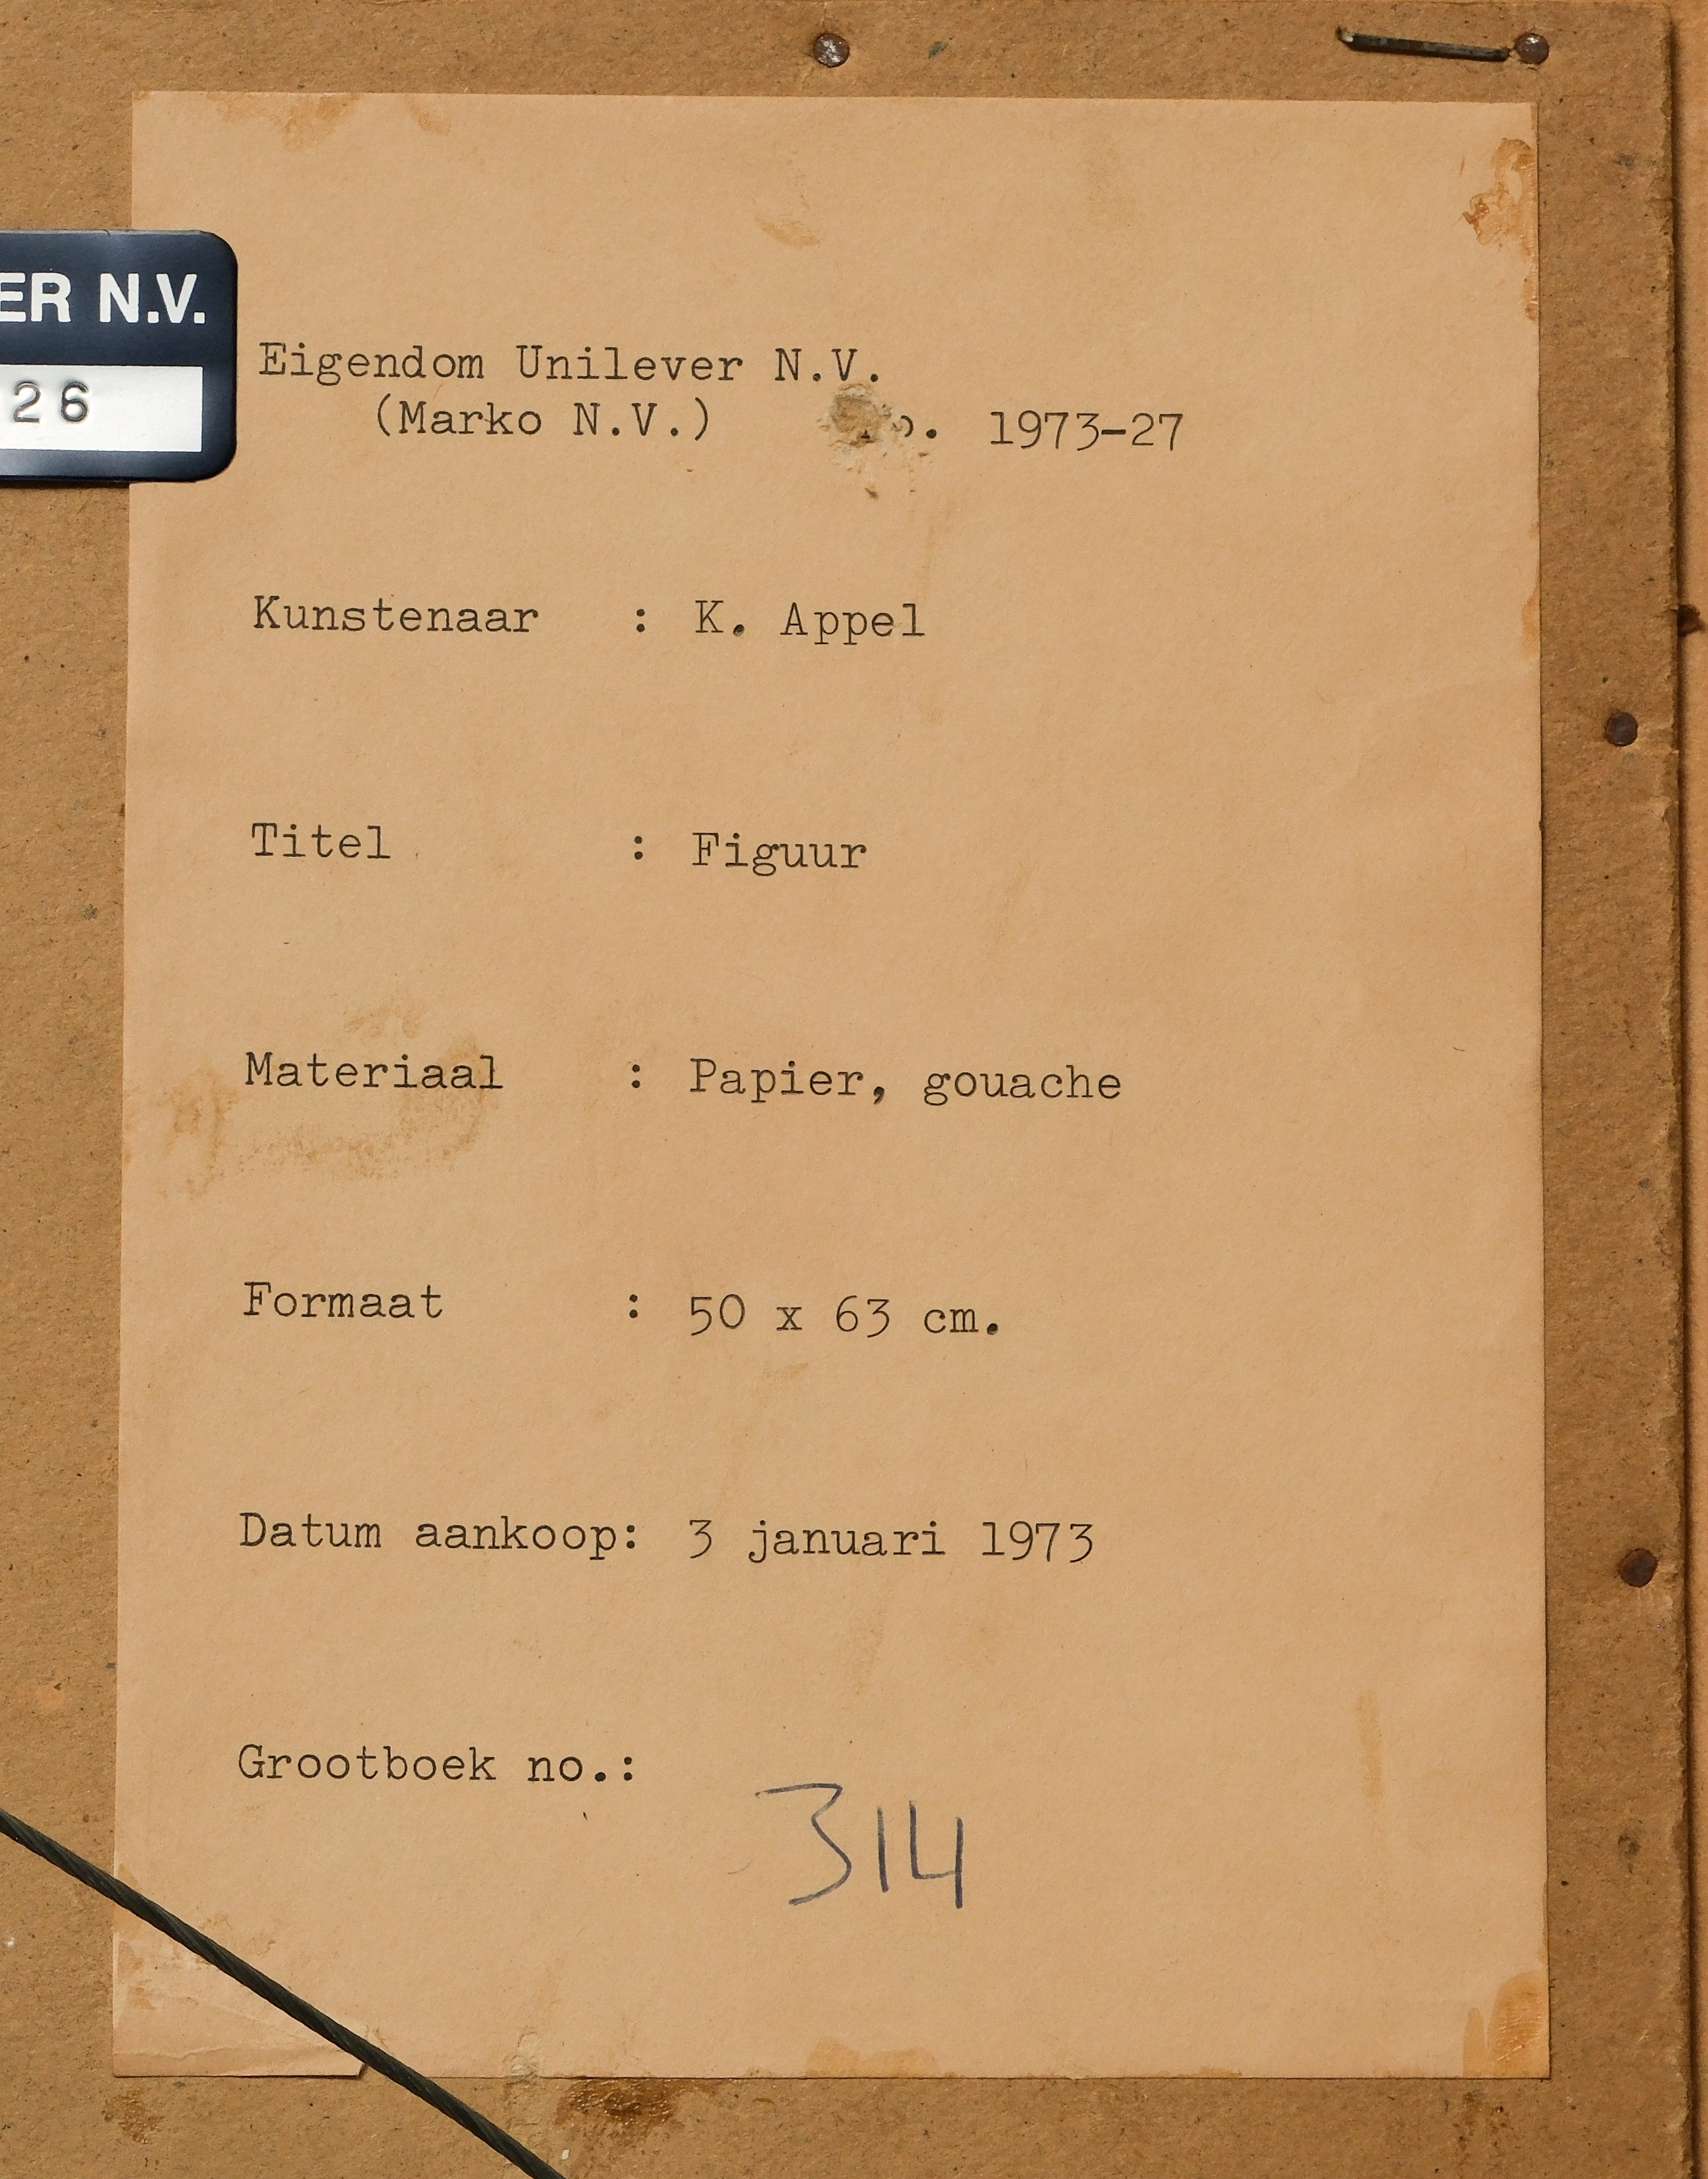 ER N.V.
26
Eigendom Unilever N.V.
(Marko N.V.) 1973-27
Kunstenaar : K. Appel
Titel : Figuur
Materiaal : Papier, gouache
Formaat : 50 x 63 cm.
Datum aankoop: 3 januari 1973
Grootboek no.:
314